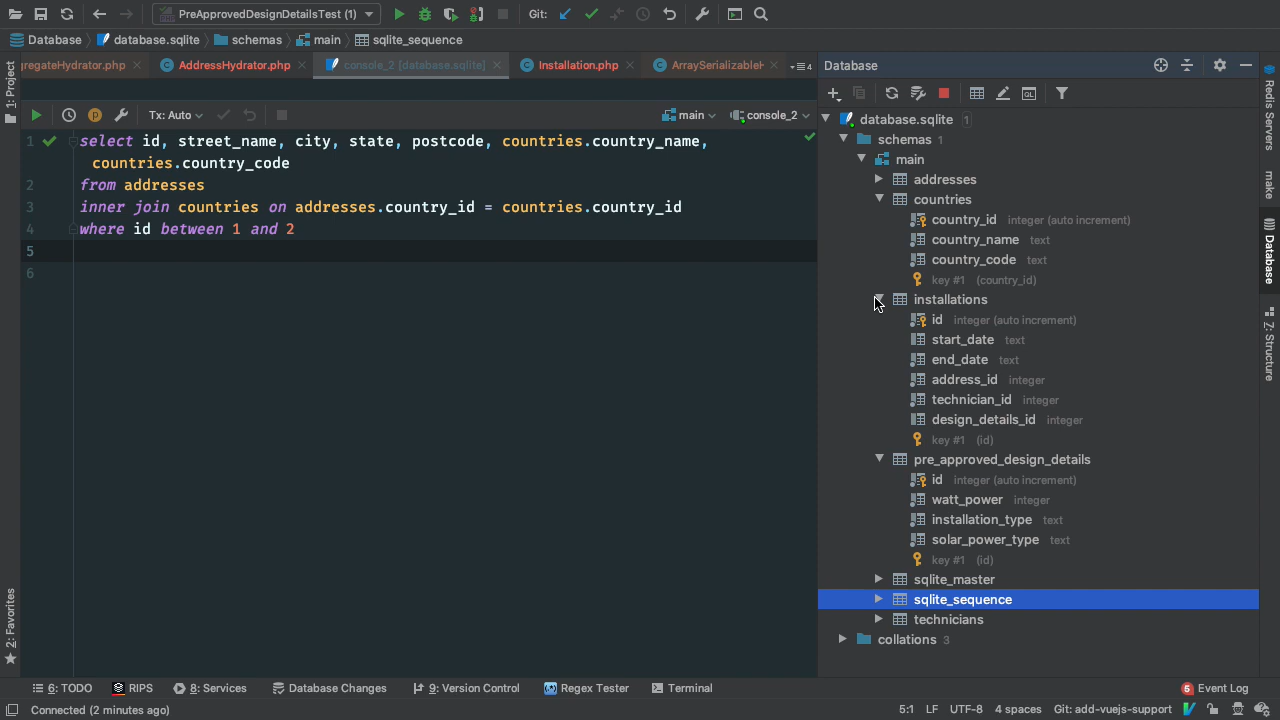 PreApprovedDesignDetailsTest (1)
Git:
Database
database.sqlite
schemas
main
sqlite_sequence
gregateHydrator.php
AddressHydrator.php
console_2 [database.sqlite]
Installation.php
ArraySerializableH
4
Database
Tx: Auto
main
console_2
1 select id, street_name, city, state, postcode, countries.country_name,
countries.country_code
2 from addresses
3 inner join countries on addresses.country_id = countries.country_id
4 where id between 1 and 2
5
6
database.sqlite 1
schemas 1
main
addresses
countries
country_id integer (auto increment)
country_name text
country_code text
key #1 (country_id)
installations
id integer (auto increment)
start_date text
end_date text
address_id integer
technician_id integer
design_details_id integer
key #1 (id)
pre_approved_design_details
id integer (auto increment)
watt_power integer
installation_type text
solar_power_type text
key #1 (id)
sqlite_master
sqlite_sequence
technicians
collations 3
1: Project
2: Favorites
Redis Servers
make
Database
Z: Structure
6: TODO
RIPS
8: Services
Database Changes
9: Version Control
Regex Tester
Terminal
6 Event Log
Connected (2 minutes ago)
5:1
LF
UTF-8
4 spaces
Git: add-vuejs-support